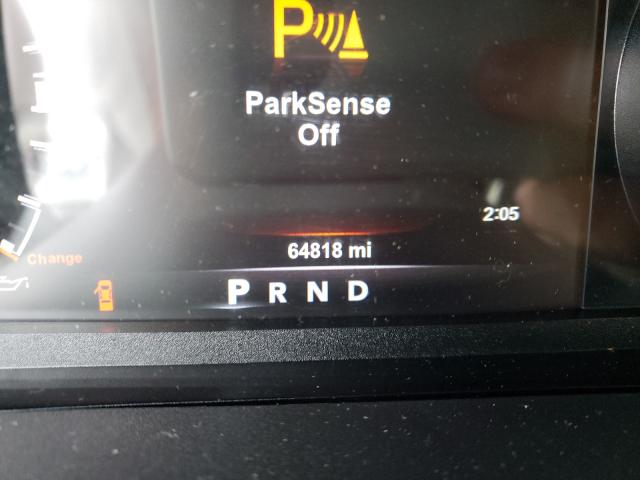 P
ParkSense
Off
2:05
64818 mi
Change
P R N D